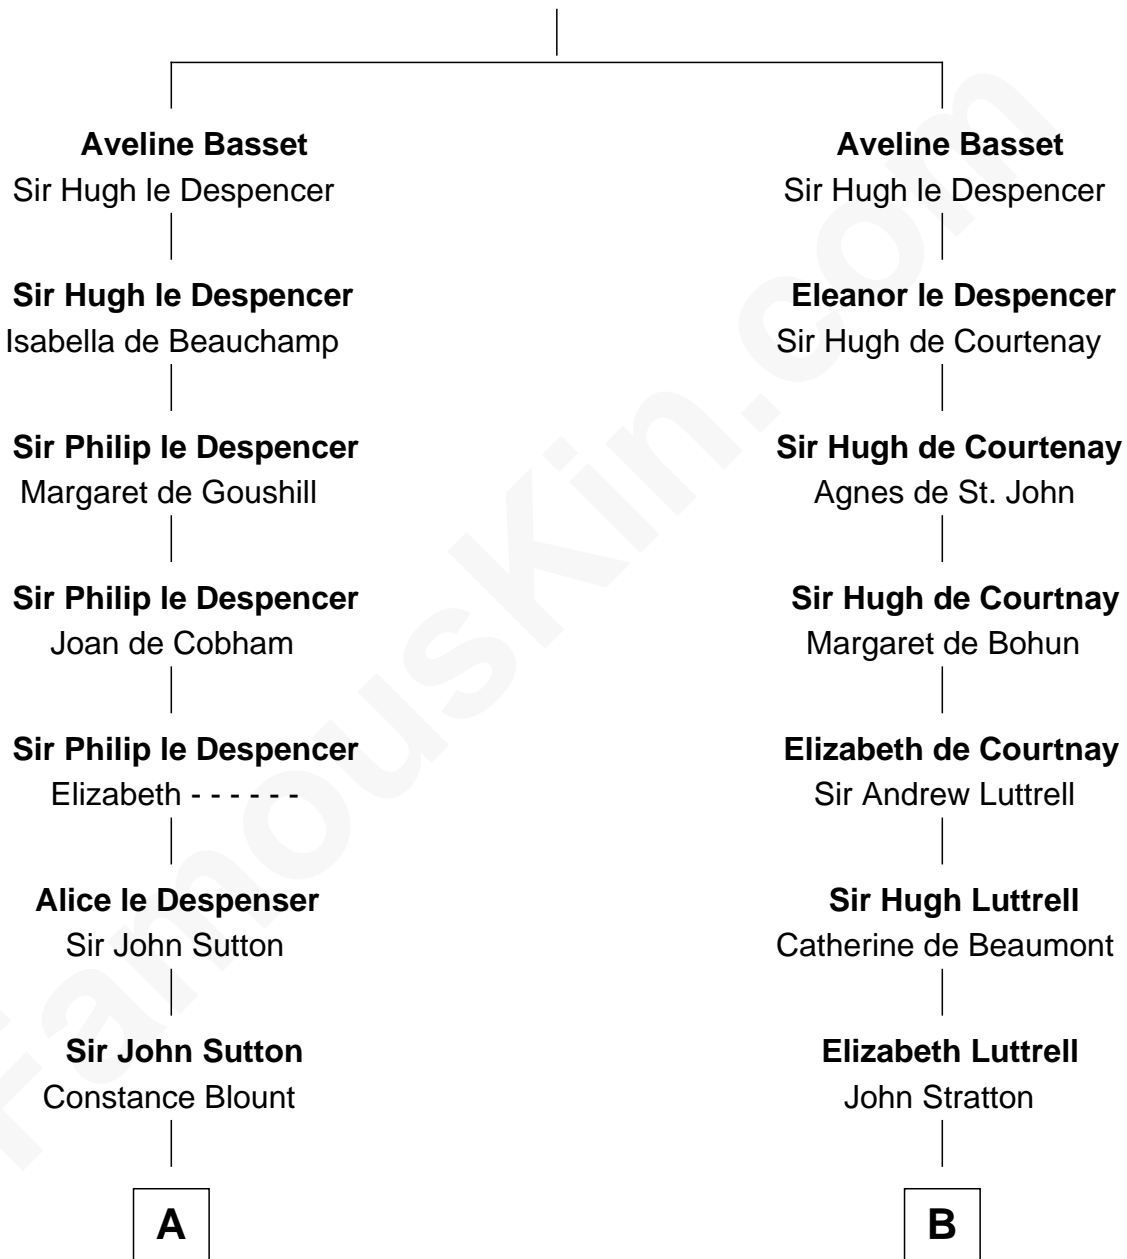 Aveline Basset
Sir Hugh le Despencer
Sir Hugh le Despencer
Isabella de Beauchamp
Sir Philip le Despencer
Margaret de Goushill
Sir Philip le Despencer
Joan de Cobham
Sir Philip le Despencer
Elizabeth - - - - - -
Alice le Despenser
Sir John Sutton
Sir John Sutton
Constance Blount
A
Aveline Basset
Sir Hugh le Despencer
Eleanor le Despencer
Sir Hugh de Courtenay
Sir Hugh de Courtenay
Agnes de St. John
Sir Hugh de Courtnay
Margaret de Bohun
Elizabeth de Courtnay
Sir Andrew Luttrell
Sir Hugh Luttrell
Catherine de Beaumont
Elizabeth Luttrell
John Stratton
B
FamousKin.com